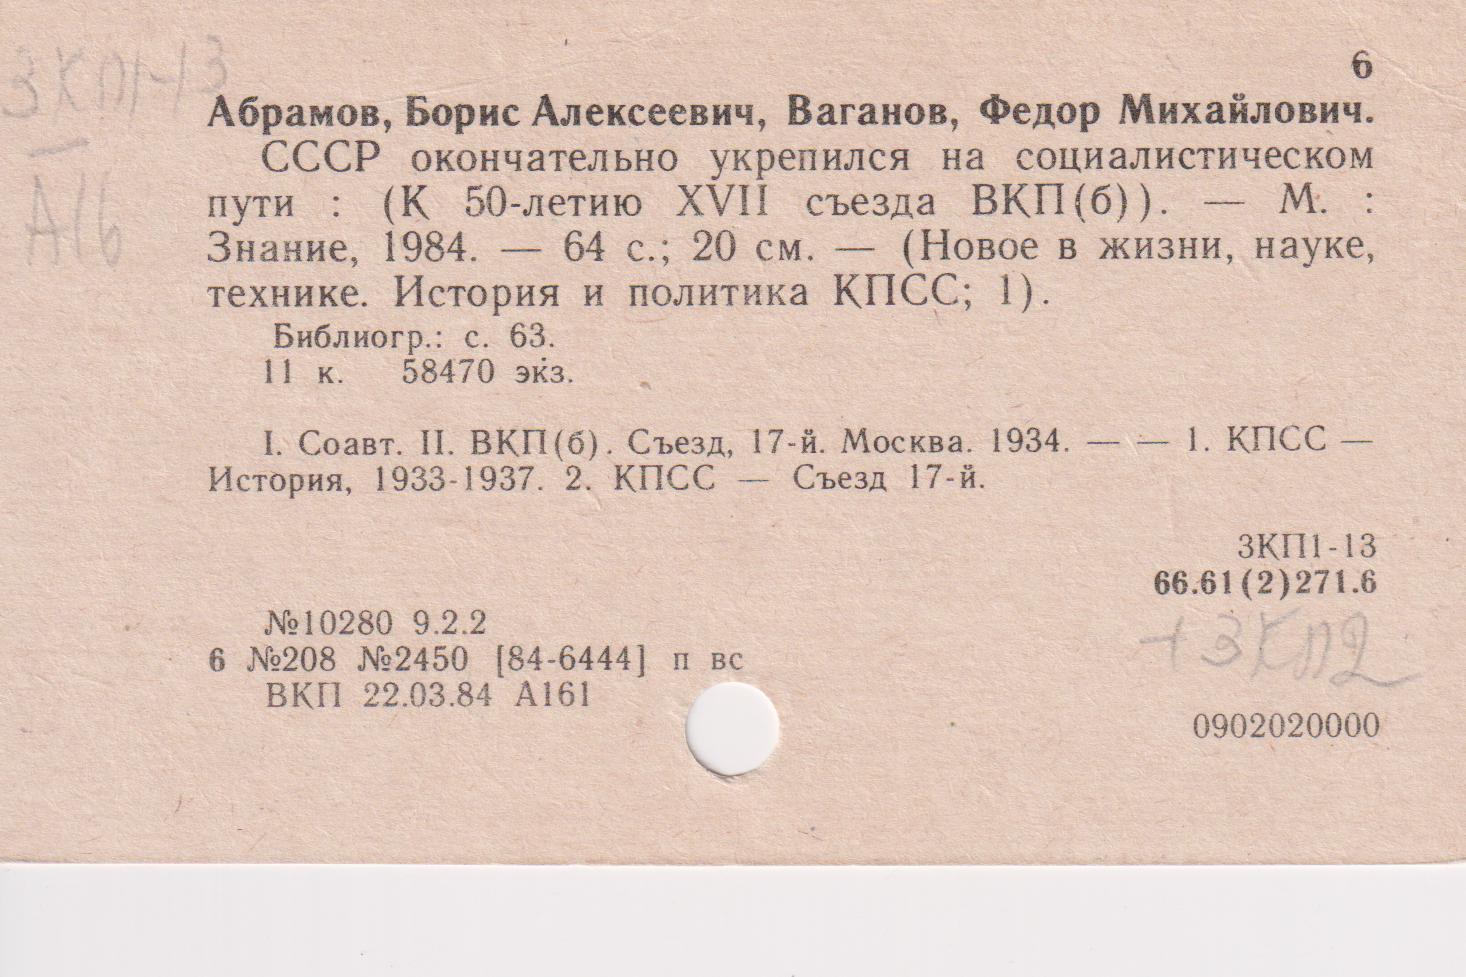 6
3КП1-13
А16
Абрамов, Борис Алексеевич, Ваганов, Федор Михайлович.
СССР окончательно укрепился на социалистическом
пути : (К 50-летию XVII съезда ВКП(б)). — М. :
Знание, 1984. — 64 с.; 20 см. — (Новое в жизни, науке,
технике. История и политика КПСС; 1).
Библиогр.: с. 63.
11 к. 58470 экз.
I. Соавт. II. ВКП(б). Съезд, 17-й. Москва. 1934. — — 1. КПСС —
История, 1933-1937. 2. КПСС — Съезд 17-й.
3КП1-13
66.61(2)271.6
№10280 9.2.2
+3КП2
6 №208 №2450 [84-6444] п вс
ВКП 22.03.84 А161
0902020000